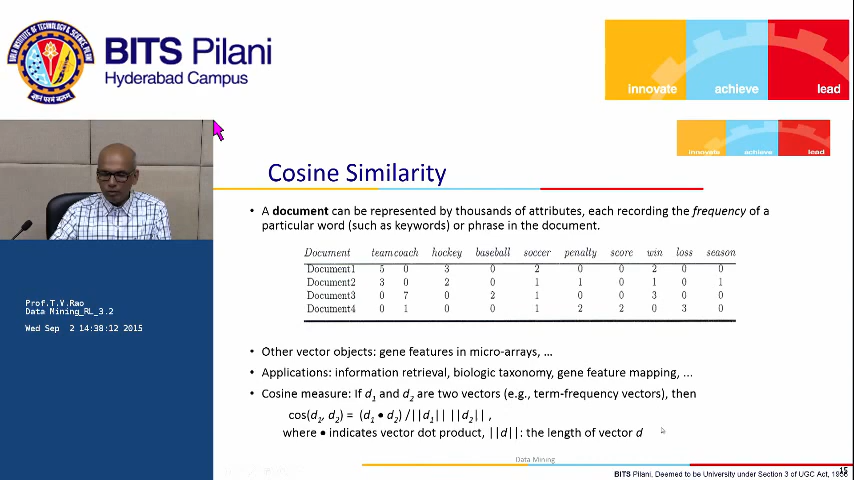 BITS Pilani
Hyderabad Campus
innovate achieve lead
innovate achieve lead
Cosine Similarity
• A document can be represented by thousands of attributes, each recording the frequency of a
particular word (such as keywords) or phrase in the document.
Document team coach hockey baseball soccer penalty score win loss season
Document1 5 0 3 0 2 0 0 2 0 0
Document2 3 0 2 0 1 1 0 1 0 1
Document3 0 7 0 2 1 0 0 3 0 0
Document4 0 1 0 0 1 2 2 0 3 0
Prof.T.V.Rao
Data Mining_RL_3.2
Wed Sep 2 14:38:12 2015
• Other vector objects: gene features in micro-arrays, ...
• Applications: information retrieval, biologic taxonomy, gene feature mapping, ...
• Cosine measure: If d1 and d2 are two vectors (e.g., term-frequency vectors), then
cos(d1, d2) = (d1 • d2) /||d1|| ||d2|| ,
where • indicates vector dot product, ||d||: the length of vector d
Data Mining
15
BITS Pilani, Deemed to be University under Section 3 of UGC Act, 1956